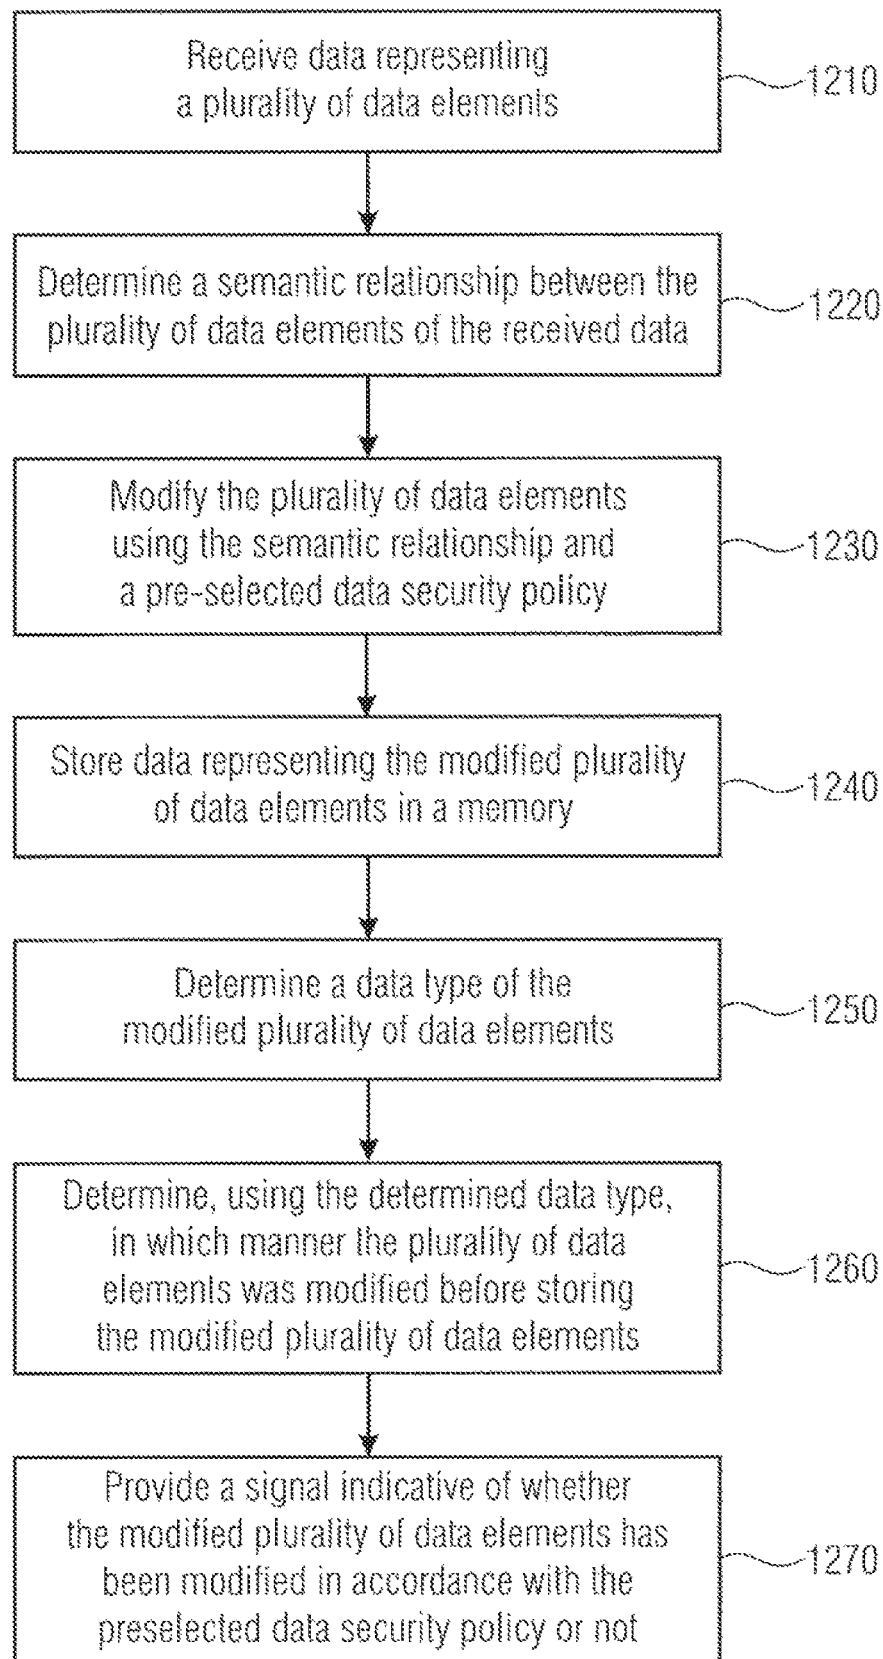 Receive data representing
a plurality of data elements
1210
Determine a semantic relationship between the
plurality of data elements of the received data
1220
Modify the plurality of data elements
using the semantic relationship and
a pre-selected data security policy
1230
Store data representing the modified plurality
of data elements in a memory
1240
Determine a data type of the
modified plurality of data elements
1250
Determine, using the determined data type,
in which manner the plurality of data
elements was modified before storing
the modified plurality of data elements
1260
Provide a signal indicative of whether
the modified plurality of data elements has
been modified in accordance with the
preselected data security policy or not
1270